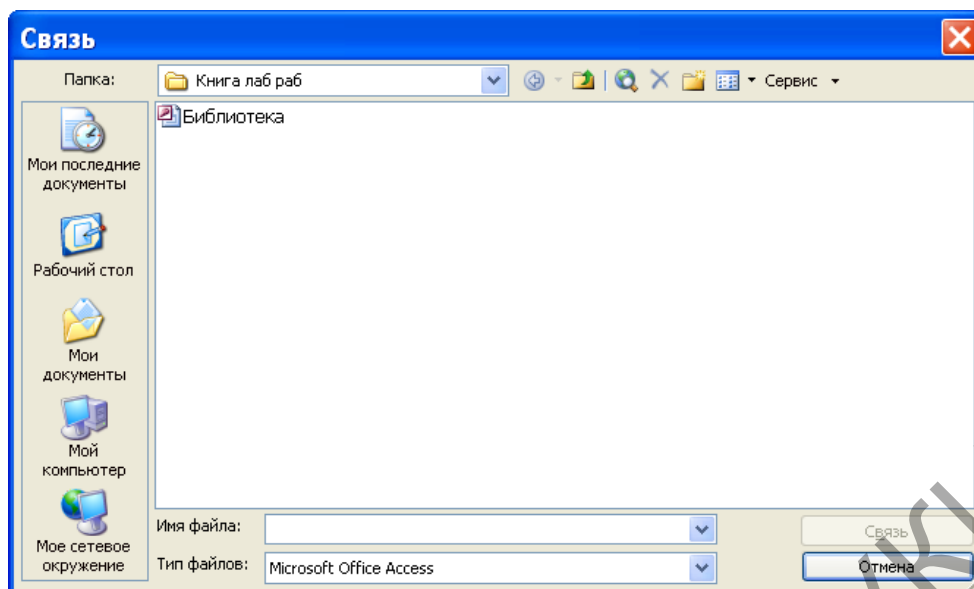 Связь
Папка:
Книга лаб раб
Сервис
Библиотека
Мои последние
документы
Рабочий стол
Мои
документы
Мой
компьютер
Мое сетевое
окружение
Имя файла:
Связь
Тип файлов:
Microsoft Office Access
Отмена